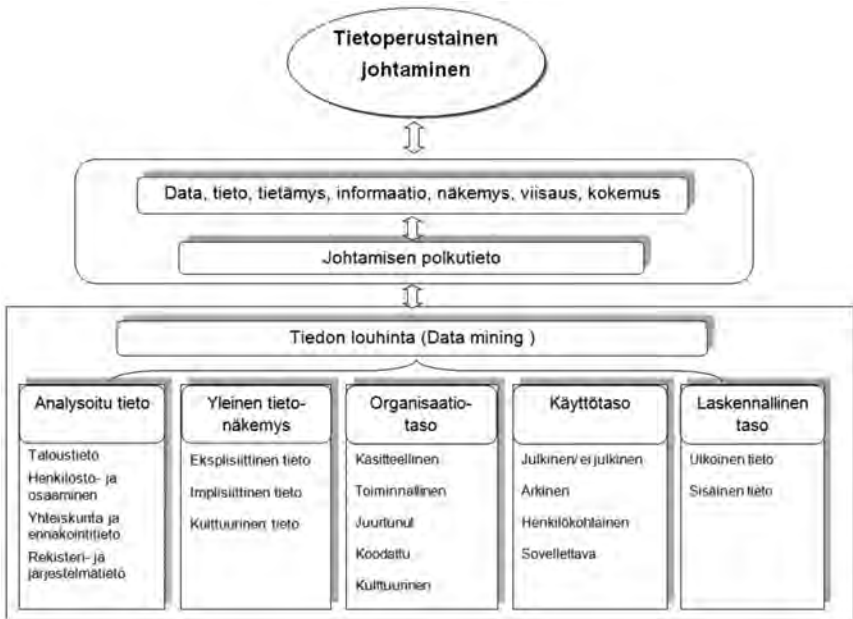 Tietoperustainen
johtaminen
Data, tieto, tietämys, informaatio, näkemys, viisaus, kokemus
Johtamisen polkutieto
Tiedon louhinta (Data mining )
Analysoitu tieto
Taloustieto
Henkilöstö- ja
osaaminen
Yhteiskunta ja
ennakointitieto
Rekisteri- ja
järjestelmätieto
Yleinen tieto-
näkemys
Eksplisiittinen tieto
Implisiittinen tieto
Kulttuurinen tieto
Organisaatio-
taso
Käsitteellinen
Toiminnallinen
Juurtunut
Koodattu
Kulttuurinen
Käyttötaso
Julkinen/ ei julkinen
Arkinen
Henkilökohtainen
Sovellettava
Laskennallinen
taso
Ulkoinen tieto
Sisäinen tieto